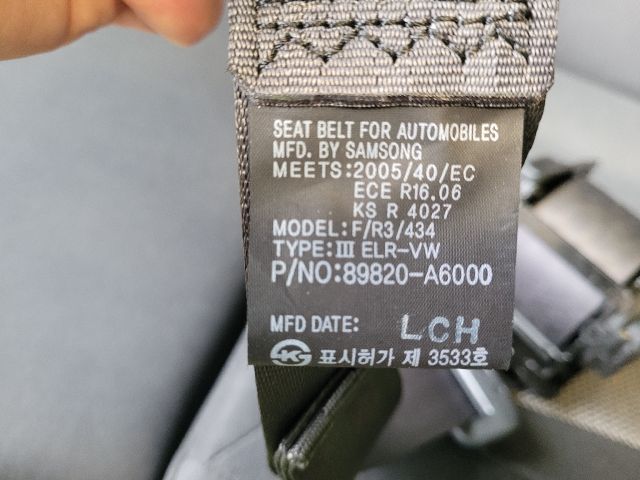 SEAT BELT FOR AUTOMOBILES
MFD. BY SAMSONG
MEETS:2005/40/EC
ECE R16.06
KS R 4027
MODEL:F/R3/434
TYPE:Ⅲ ELR-VW
P/NO:89820-A6000
MFD DATE: LCH
표시허가 제 3533호